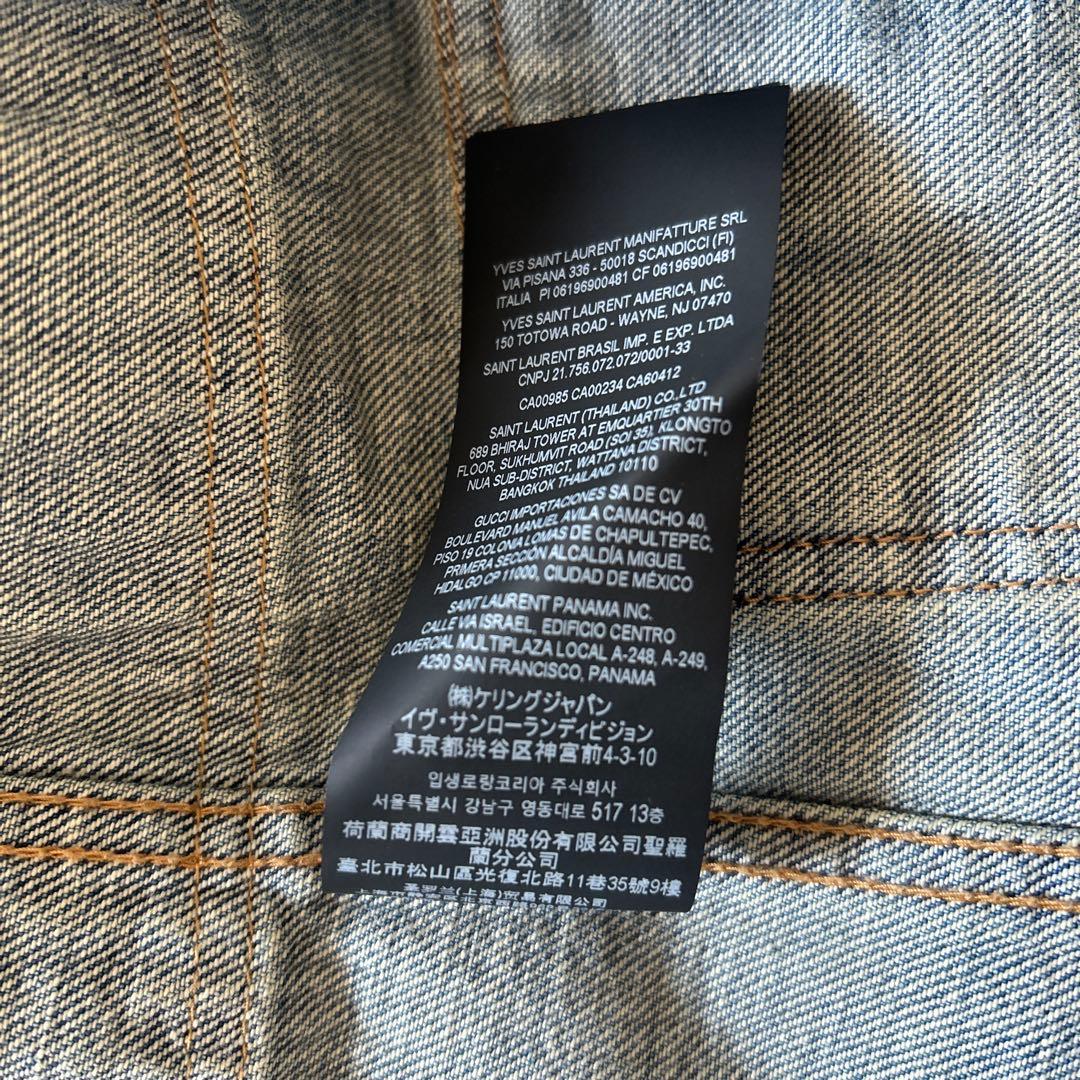 YVES SAINT LAURENT MANIFATTURE SRL
VIA PISANA 336 - 50018 SCANDICCI (FI)
ITALIA PI 06196900481 CF 06196900481
YVES SAINT LAURENT AMERICA, INC.
150 TOTOWA ROAD - WAYNE, NJ 07470
SAINT LAURENT BRASIL IMP. E EXP. LTDA
CNPJ 21.756.072.072/0001-33
CA00985 CA00234 CA60412
SAINT LAURENT (THAILAND) CO.,LTD
689 BHIRAJ TOWER AT EMQUARTIER 30TH
FLOOR, SUKHUMVIT ROAD (SOI 35), KLONGTO
NUA SUB-DISTRICT, WATTANA DISTRICT,
BANGKOK THAILAND 10110
GUCCI IMPORTACIONES SA DE CV
BOULEVARD MANUEL AVILA CAMACHO 40,
PISO 19 COLONIA LOMAS DE CHAPULTEPEC,
PRIMERA SECCIÓN ALCALDÍA MIGUEL
HIDALGO CP 11000, CIUDAD DE MÉXICO
SAINT LAURENT PANAMA INC.
CALLE VIA ISRAEL, EDIFICIO CENTRO
COMERCIAL MULTIPLAZA LOCAL A-248, A-249,
A250 SAN FRANCISCO, PANAMA
㈱ケリングジャパン
イヴ・サンローランディビジョン
東京都渋谷区神宮前4-3-10
입생로랑코리아 주식회사
서울특별시 강남구 영동대로 517 13층
荷蘭商開雲亞洲股份有限公司聖羅
蘭分公司
臺北市松山區光復北路11巷35號9樓
圣罗兰(上海)贸易有限公司